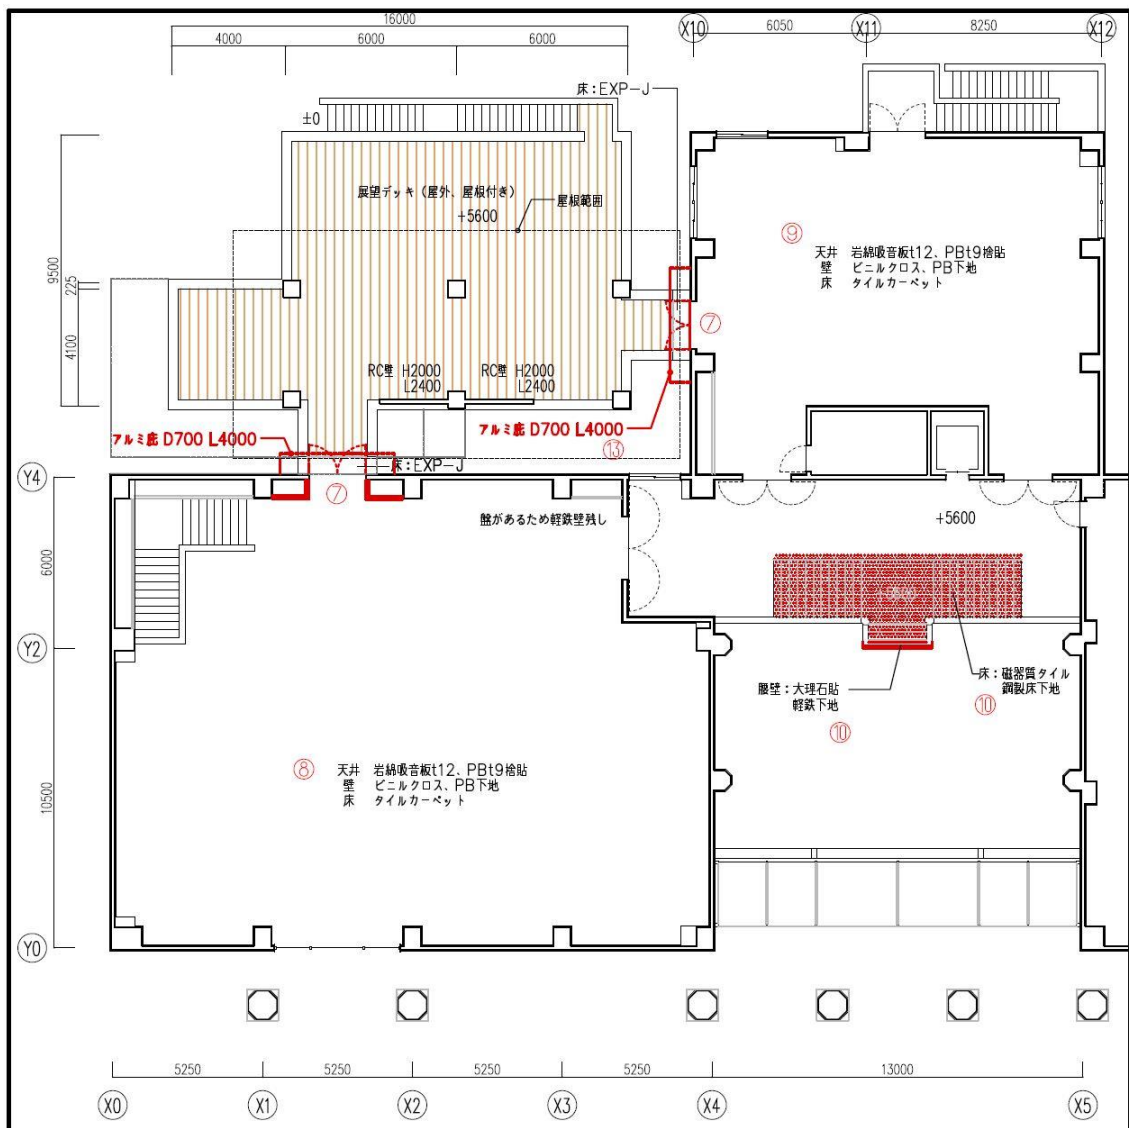 16000
4000
6000
6000
X10
6050
X11
8250
X12
床:EXP-J
±0
展望デッキ(屋外、屋根付き)
+5600
屋根範囲
9500
225
4100
⑨
天井 岩綿吸音板t12、PBt9捨貼
壁 ビニルクロス、PB下地
床 タイルカーペット
⑦
RC壁 H2000
L2400
RC壁 H2000
L2400
アルミ庇 D700 L4000
アルミ庇 D700 L4000
⑬
床:EXP-J
Y4
⑦
盤があるため軽鉄壁残し
+5600
6000
Y2
腰壁:大理石貼
軽鉄下地
床:磁器質タイル
鋼製床下地
⑩
⑩
⑧
天井 岩綿吸音板t12、PBt9捨貼
壁 ビニルクロス、PB下地
床 タイルカーペット
10500
Y0
5250
5250
5250
5250
13000
X0
X1
X2
X3
X4
X5